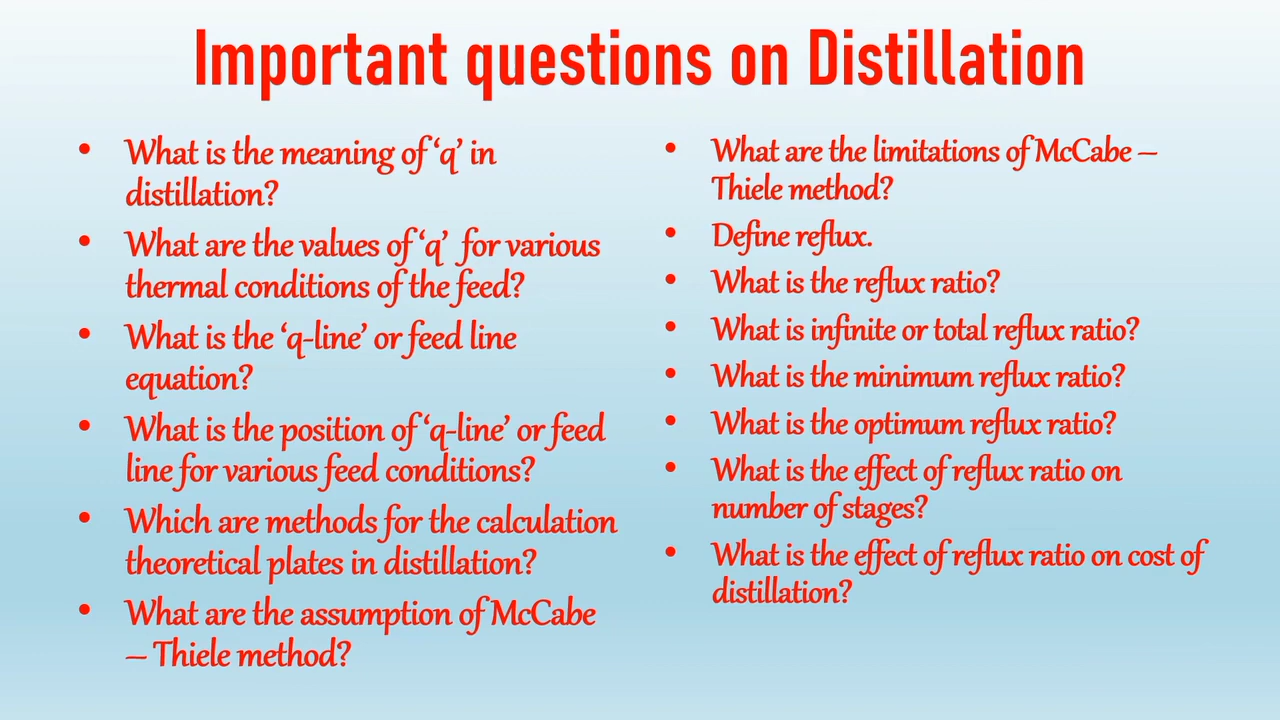 Important questions on Distillation
• What is the meaning of ‘q’ in
distillation?
• What are the values of ‘q’ for various
thermal conditions of the feed?
• What is the ‘q-line’ or feed line
equation?
• What is the position of ‘q-line’ or feed
line for various feed conditions?
• Which are methods for the calculation
theoretical plates in distillation?
• What are the assumption of McCabe
– Thiele method?
• What are the limitations of McCabe –
Thiele method?
• Define reflux.
• What is the reflux ratio?
• What is infinite or total reflux ratio?
• What is the minimum reflux ratio?
• What is the optimum reflux ratio?
• What is the effect of reflux ratio on
number of stages?
• What is the effect of reflux ratio on cost of
distillation?